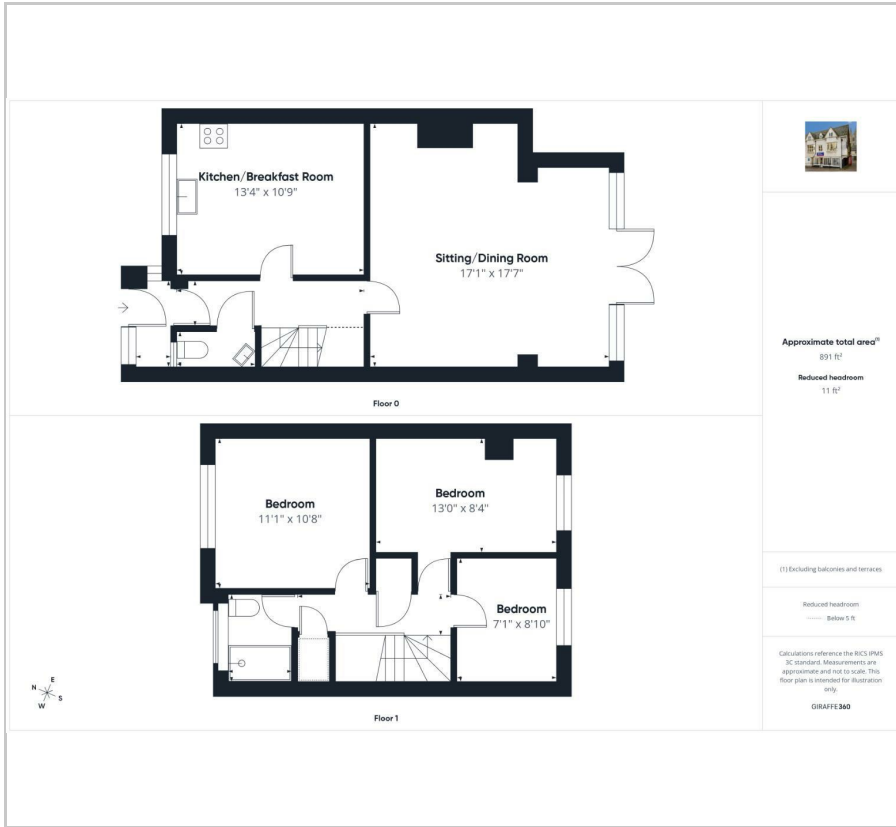 Kitchen/Breakfast Room
13'4" x 10'9"
Sitting/Dining Room
17'1" x 17'7"
Floor 0
Bedroom
11'1" x 10'8"
Bedroom
13'0" x 8'4"
Bedroom
7'1" x 8'10"
Floor 1
N
E
S
W
Approximate total area(1)
891 ft²
Reduced headroom
11 ft²
(1) Excluding balconies and terraces
Reduced headroom
Below 5 ft
Calculations reference the RICS IPMS
3C standard. Measurements are
approximate and not to scale. This
floor plan is intended for illustration
only.
GIRAFFE360